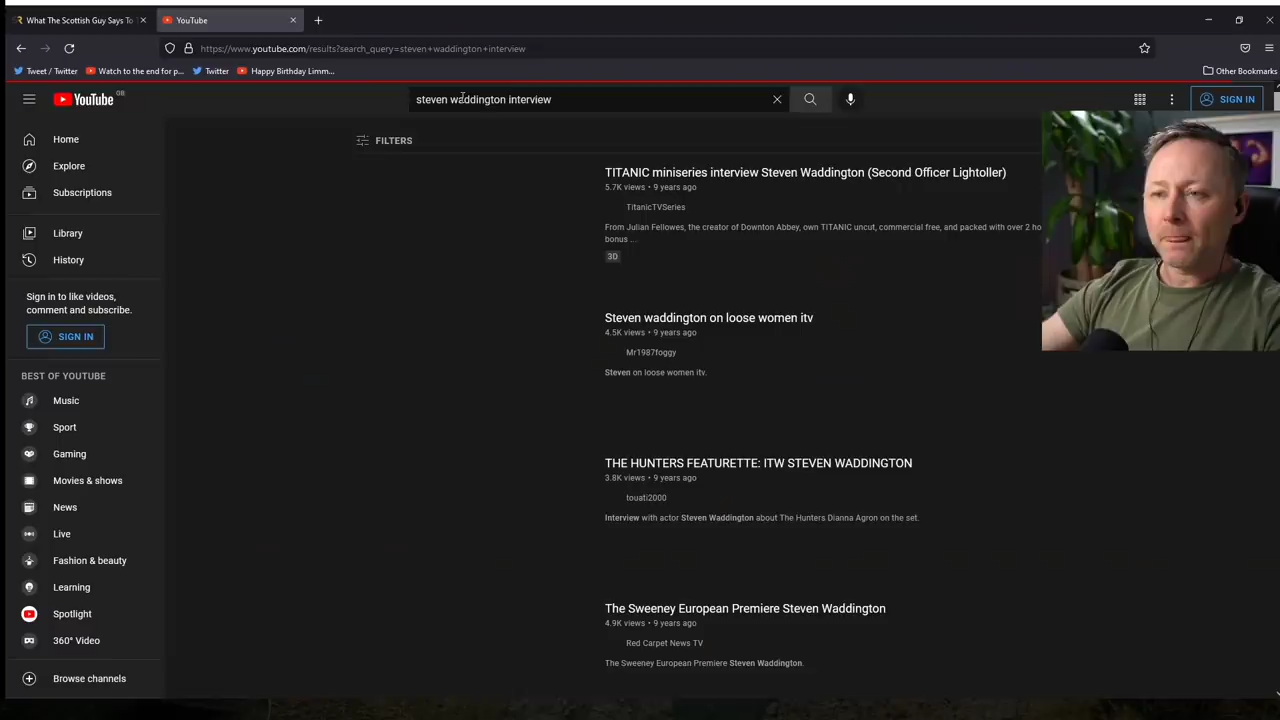 What The Scottish Guy Says To T
YouTube
https://www.youtube.com/results?search_query=steven+waddington+interview
Tweet / Twitter
Watch to the end for p...
Twitter
Happy Birthday Limm...
Other Bookmarks
YouTube GB
steven waddington interview
SIGN IN
Home
Explore
Subscriptions
Library
History
Sign in to like videos,
comment and subscribe.
SIGN IN
BEST OF YOUTUBE
Music
Sport
Gaming
Movies & shows
News
Live
Fashion & beauty
Learning
Spotlight
360° Video
Browse channels
FILTERS
TITANIC miniseries interview Steven Waddington (Second Officer Lightoller)
5.7K views • 9 years ago
TitanicTVSeries
From Julian Fellowes, the creator of Downton Abbey, own TITANIC uncut, commercial free, and packed with over 2 ho
bonus ...
3D
Steven waddington on loose women itv
4.5K views • 9 years ago
Mr1987foggy
Steven on loose women itv.
THE HUNTERS FEATURETTE: ITW STEVEN WADDINGTON
3.8K views • 9 years ago
touati2000
Interview with actor Steven Waddington about The Hunters Dianna Agron on the set.
The Sweeney European Premiere Steven Waddington
4.9K views • 9 years ago
Red Carpet News TV
The Sweeney European Premiere Steven Waddington.